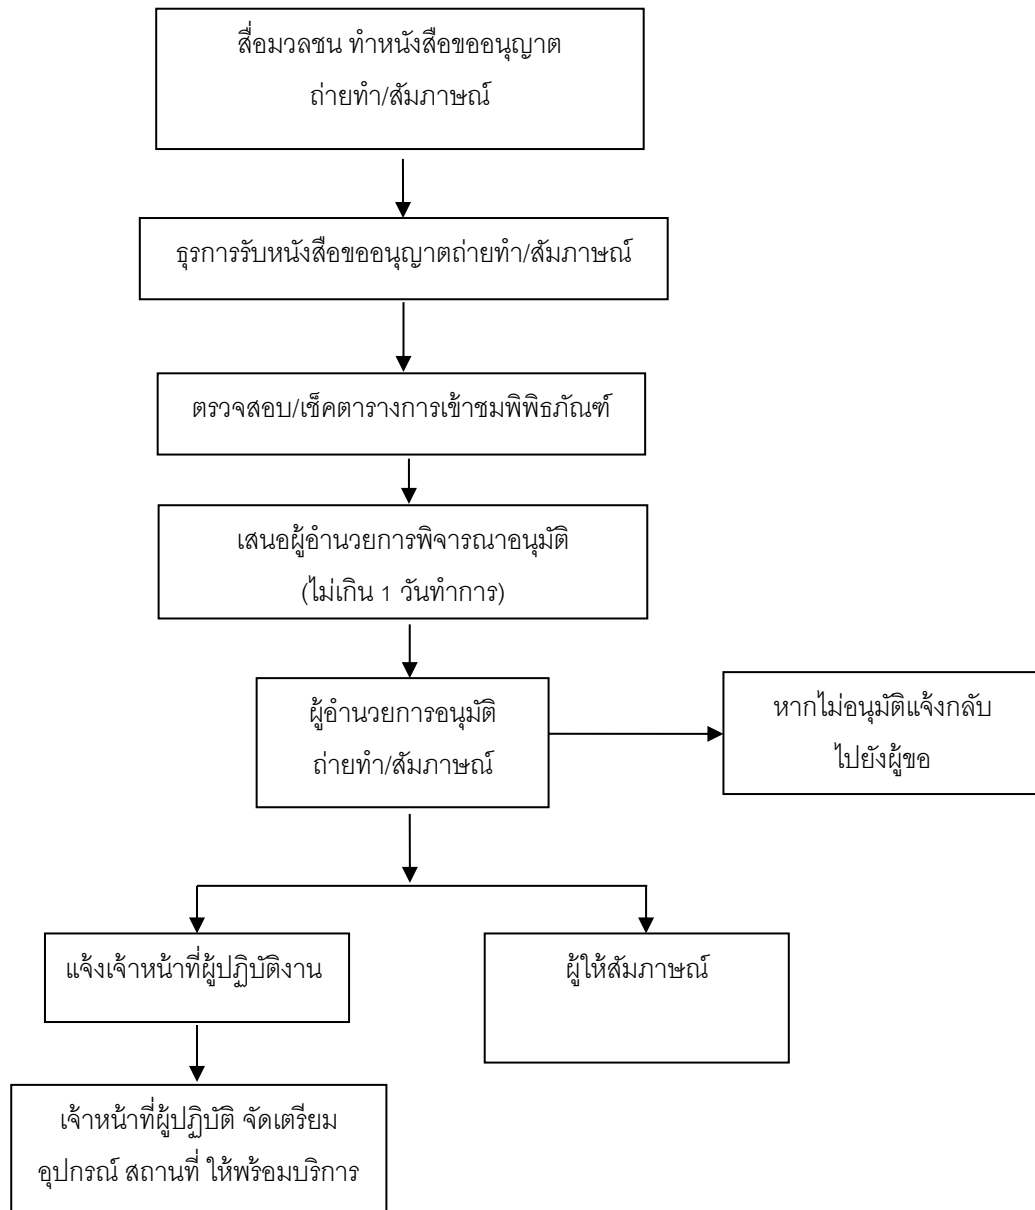 สื่อมวลชน ทำหนังสือขออนุญาต
ถ่ายทำ/สัมภาษณ์
ธุรการรับหนังสือขออนุญาตถ่ายทำ/สัมภาษณ์
ตรวจสอบ/เช็คตารางการเข้าชมพิพิธภัณฑ์
เสนอผู้อำนวยการพิจารณาอนุมัติ
(ไม่เกิน 1 วันทำการ)
ผู้อำนวยการอนุมัติ
ถ่ายทำ/สัมภาษณ์
หากไม่อนุมัติแจ้งกลับ
ไปยังผู้ขอ
แจ้งเจ้าหน้าที่ผู้ปฏิบัติงาน
ผู้ให้สัมภาษณ์
เจ้าหน้าที่ผู้ปฏิบัติ จัดเตรียม
อุปกรณ์ สถานที่ ให้พร้อมบริการ